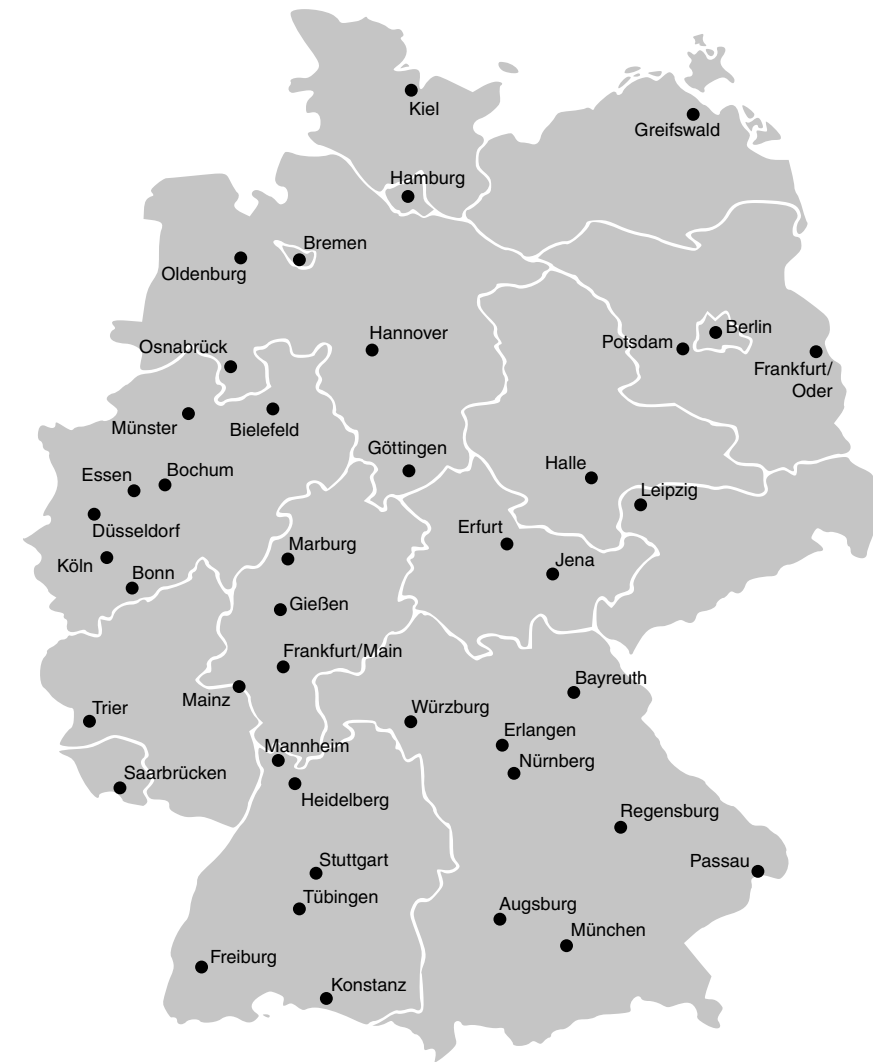 Kiel
Greifswald
Hamburg
Bremen
Oldenburg
Hannover
Berlin
Potsdam
Osnabrück
Frankfurt/
Oder
Münster
Bielefeld
Göttingen
Halle
Essen
Bochum
Leipzig
Düsseldorf
Erfurt
Marburg
Jena
Köln
Bonn
Gießen
Frankfurt/Main
Bayreuth
Mainz
Trier
Würzburg
Erlangen
Mannheim
Nürnberg
Saarbrücken
Heidelberg
Regensburg
Stuttgart
Passau
Tübingen
Augsburg
München
Freiburg
Konstanz